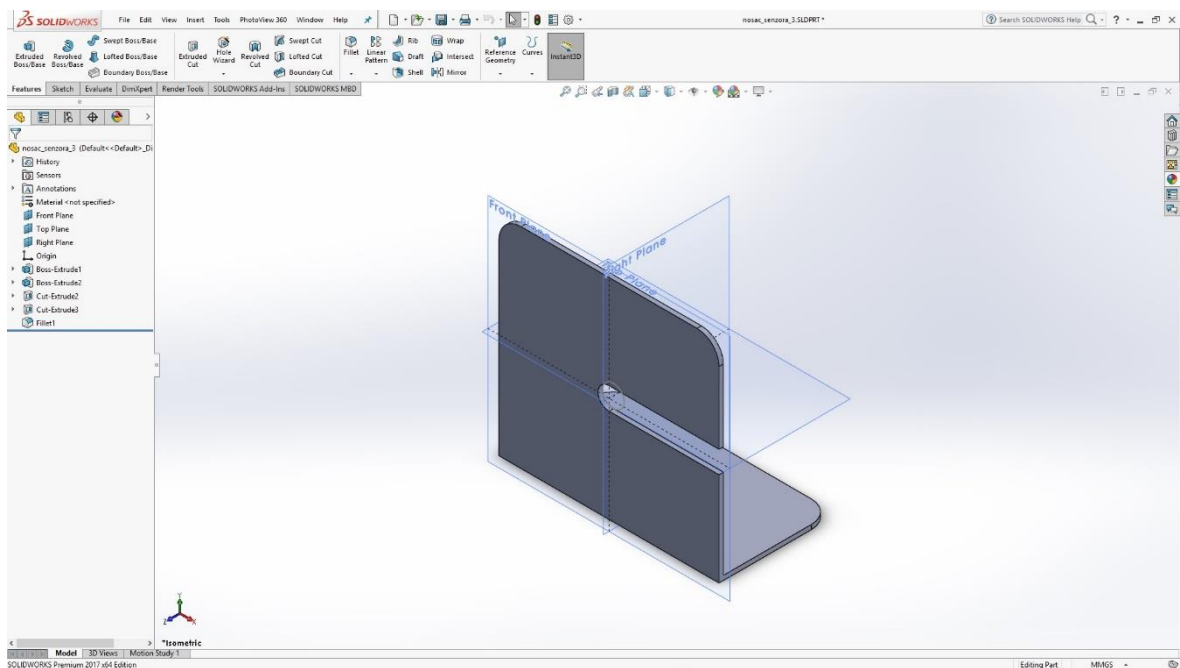 SOLIDWORKS File Edit View Insert Tools PhotoView 360 Window Help nosac_senzora_3.SLDPRT * Search SOLIDWORKS Help
Extruded Boss/Base
Revolved Boss/Base
Swept Boss/Base
Lofted Boss/Base
Boundary Boss/Base
Extruded Cut
Hole Wizard
Revolved Cut
Swept Cut
Lofted Cut
Boundary Cut
Fillet
Linear Pattern
Rib
Draft
Shell
Wrap
Intersect
Mirror
Reference Geometry
Curves
Instant3D
Features Sketch Evaluate DimXpert Render Tools SOLIDWORKS Add-Ins SOLIDWORKS MBD
nosac_senzora_3 (Default<<Default>_Di
History
Sensors
Annotations
Material <not specified>
Front Plane
Top Plane
Right Plane
Origin
Boss-Extrude1
Boss-Extrude2
Cut-Extrude2
Cut-Extrude3
Fillet1
Front Plane
Right Plane
Plane
Y
Z
X
*Isometric
Model 3D Views Motion Study 1
SOLIDWORKS Premium 2017 x64 Edition Editing Part MMGS